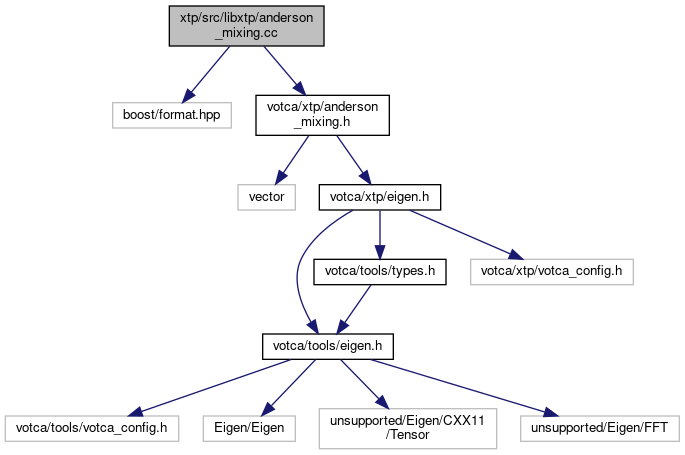 xtp/src/libxtp/anderson
_mixing.cc
boost/format.hpp
votca/xtp/anderson
_mixing.h
vector
votca/xtp/eigen.h
votca/tools/types.h
votca/xtp/votca_config.h
votca/tools/eigen.h
votca/tools/votca_config.h
Eigen/Eigen
unsupported/Eigen/CXX11
/Tensor
unsupported/Eigen/FFT